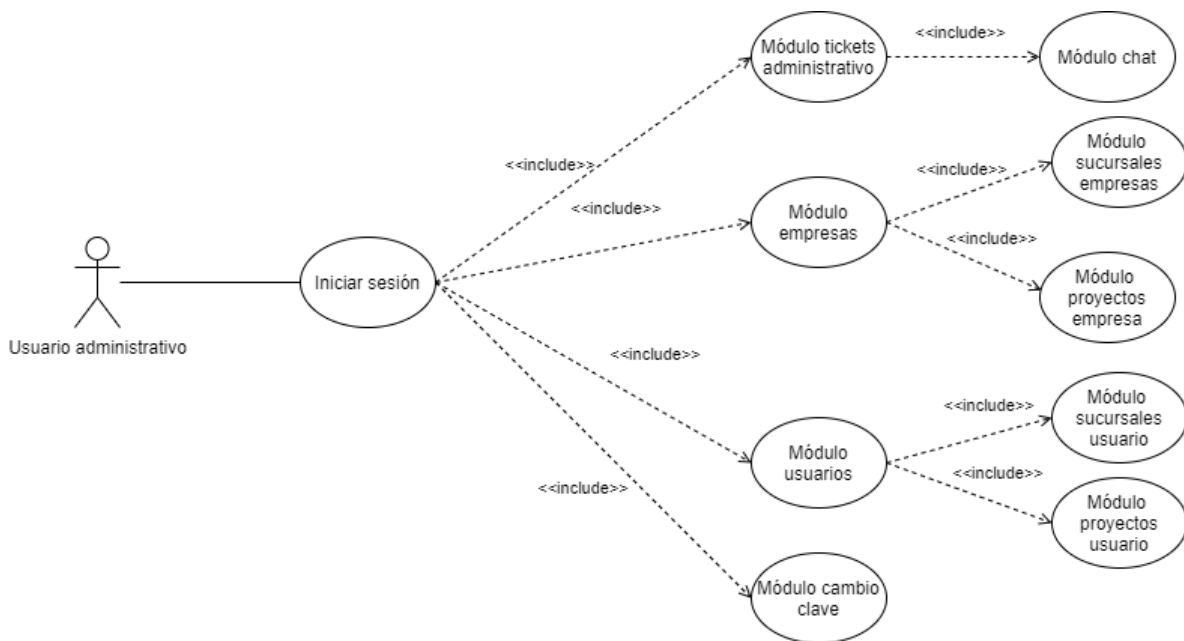 <<include>>
Módulo tickets
administrativo
Módulo chat
Módulo
sucursales
empresas
<<include>>
<<include>>
<<include>>
Módulo
empresas
<<include>>
Iniciar sesión
Módulo
proyectos
empresa
Usuario administrativo
<<include>>
Módulo
sucursales
usuario
<<include>>
Módulo
usuarios
<<include>>
<<include>>
Módulo
proyectos
usuario
Módulo cambio
clave